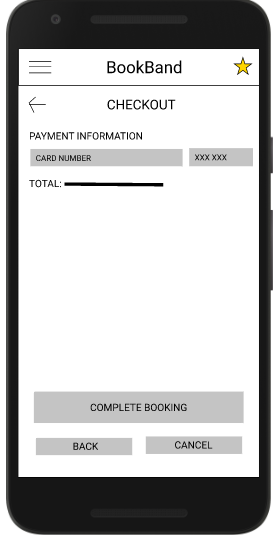 BookBand
CHECKOUT
PAYMENT INFORMATION
CARD NUMBER XXX XXX
TOTAL:
COMPLETE BOOKING
BACK CANCEL